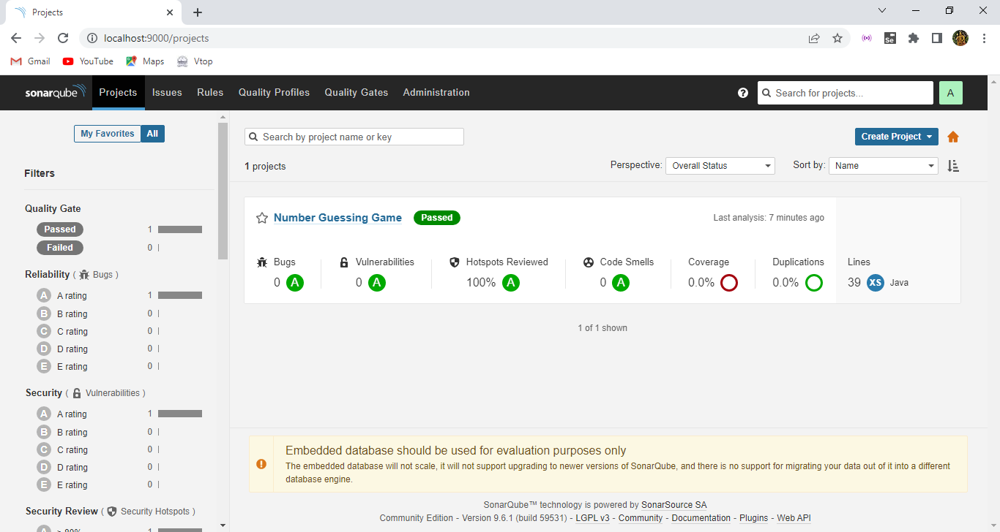 Projects
localhost:9000/projects
Gmail YouTube Maps Vtop
sonarqube Projects Issues Rules Quality Profiles Quality Gates Administration Search for projects... A
My Favorites All
Filters
Quality Gate
Passed 1
Failed 0
Reliability ( Bugs )
A A rating 1
B B rating 0
C C rating 0
D D rating 0
E E rating 0
Security ( Vulnerabilities )
A A rating 1
B B rating 0
C C rating 0
D D rating 0
E E rating 0
Security Review ( Security Hotspots )
A ≥ 80% 1
Search by project name or key Create Project
1 projects Perspective: Overall Status Sort by: Name
Number Guessing Game Passed Last analysis: 7 minutes ago
Bugs Vulnerabilities Hotspots Reviewed Code Smells Coverage Duplications Lines
0 A 0 A 100% A 0 A 0.0% 0.0% 39 XS Java
1 of 1 shown
Embedded database should be used for evaluation purposes only
The embedded database will not scale, it will not support upgrading to newer versions of SonarQube, and there is no support for migrating your data out of it into a different
database engine.
SonarQube™ technology is powered by SonarSource SA
Community Edition - Version 9.6.1 (build 59531) - LGPL v3 - Community - Documentation - Plugins - Web API